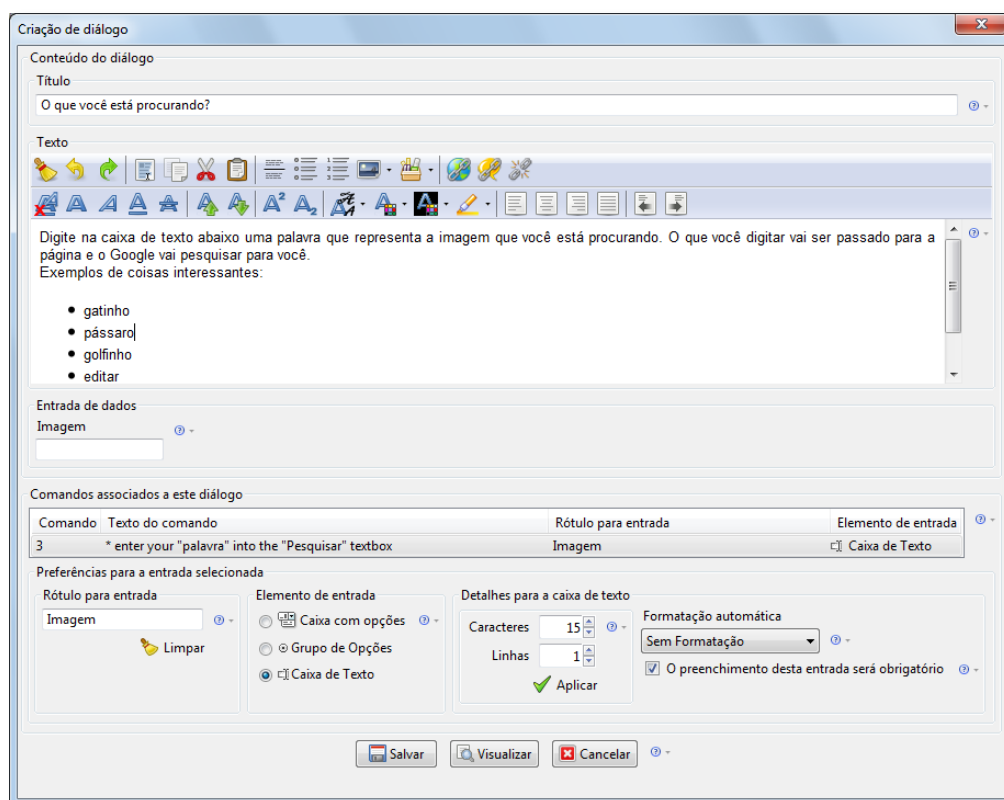 Criação de diálogo
Conteúdo do diálogo
Título
O que você está procurando?
Texto
Digite na caixa de texto abaixo uma palavra que representa a imagem que você está procurando. O que você digitar vai ser passado para a
página e o Google vai pesquisar para você.
Exemplos de coisas interessantes:
gatinho
pássaro
golfinho
editar
Entrada de dados
Imagem
Comandos associados a este diálogo
Comando Texto do comando Rótulo para entrada Elemento de entrada
3 * enter your "palavra" into the "Pesquisar" textbox Imagem Caixa de Texto
Preferências para a entrada selecionada
Rótulo para entrada
Imagem
Limpar
Elemento de entrada
Caixa com opções
Grupo de Opções
Caixa de Texto
Detalhes para a caixa de texto
Caracteres 15
Linhas 1
Aplicar
Formatação automática
Sem Formatação
O preenchimento desta entrada será obrigatório
Salvar Visualizar Cancelar